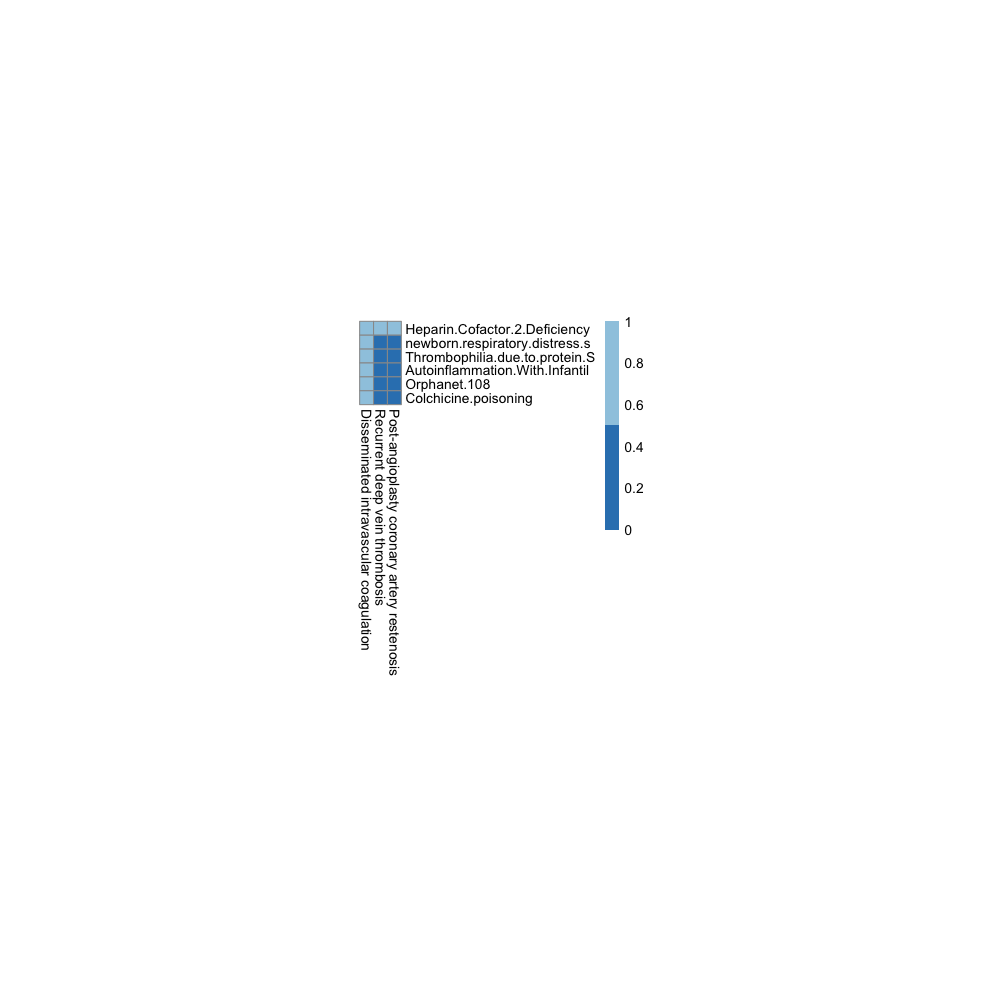 Heparin.Cofactor.2.Deficiency
newborn.respiratory.distress.s
Thrombophilia.due.to.protein.S
Autoinflammation.With.Infantil
Orphanet.108
Colchicine.poisoning
1
0.8
0.6
0.4
0.2
0
Disseminated intravascular coagulation
Recurrent deep vein thrombosis
Post-angioplasty coronary artery restenosis